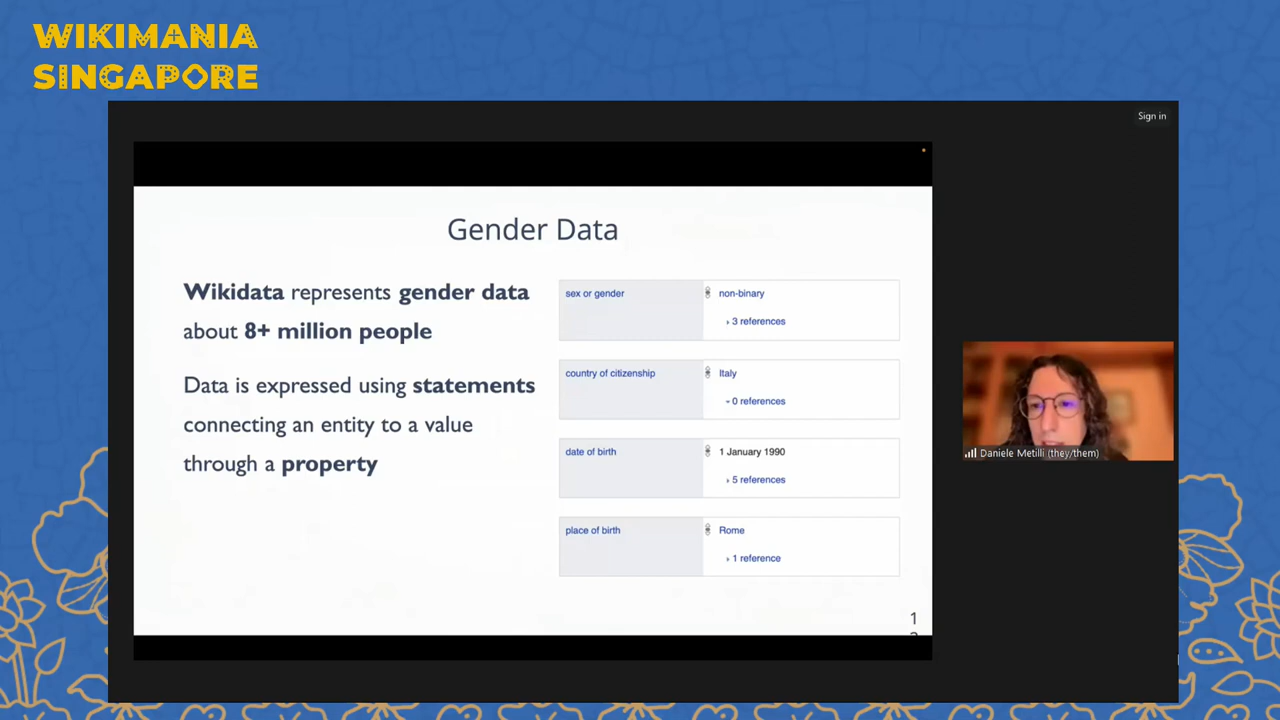 WIKIMANIA
SINGAPORE
Sign in
Gender Data
Wikidata represents gender data
about 8+ million people
Data is expressed using statements
connecting an entity to a value
through a property
sex or gender
non-binary
3 references
country of citizenship
Italy
0 references
date of birth
1 January 1990
5 references
place of birth
Rome
1 reference
1
Daniele Metilli (they/them)